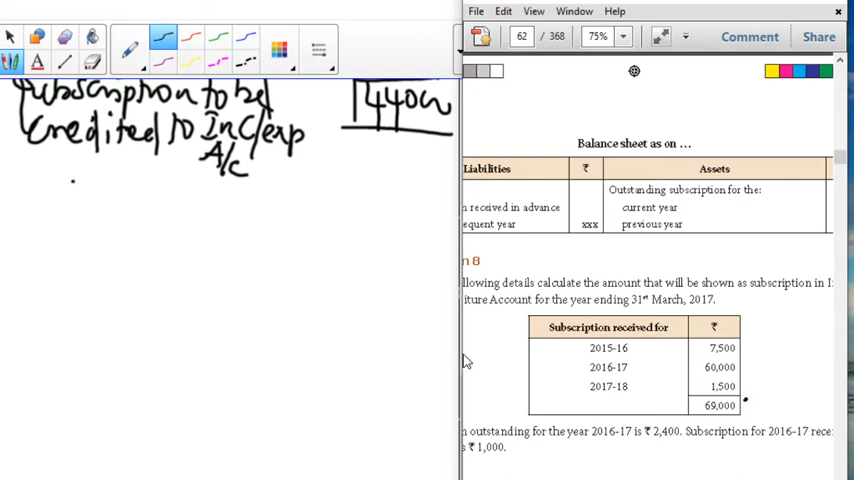 File Edit View Window Help
62 / 368 75% Comment Share
Subscription to be
Credited to Inc/exp
A/c
14400
Balance sheet as on ...
Liabilities ₹ Assets
Outstanding subscription for the:
n received in advance current year
equent year xxx previous year
n 8
llowing details calculate the amount that will be shown as subscription in I
iture Account for the year ending 31st March, 2017.
Subscription received for ₹
2015-16 7,500
2016-17 60,000
2017-18 1,500
69,000
n outstanding for the year 2016-17 is ₹ 2,400. Subscription for 2016-17 rece
s ₹ 1,000.